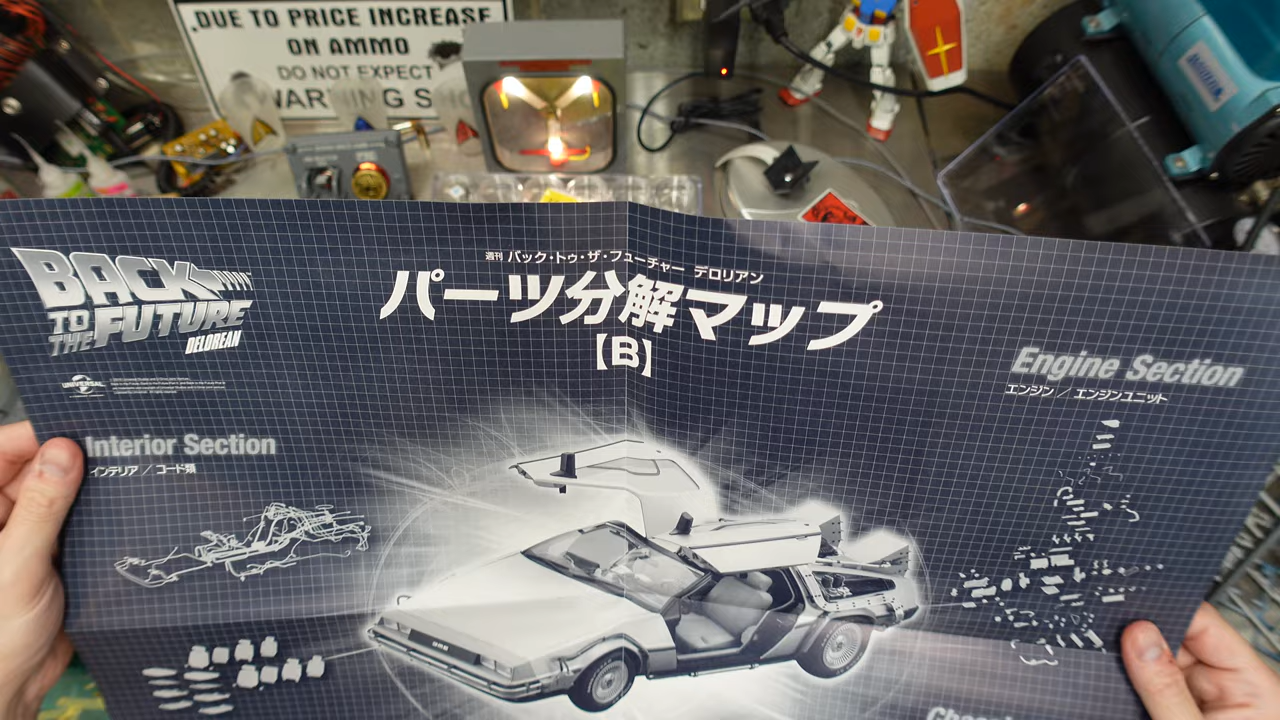 DUE TO PRICE INCREASE
ON AMMO
DO NOT EXPECT
WARNING
BACK
TO THE FUTURE
DELOREAN
UNIVERSAL
週刊 バック・トゥ・ザ・フューチャー デロリアン
パーツ分解マップ
【B】
Engine Section
エンジン / エンジンユニット
Interior Section
インテリア / コード類